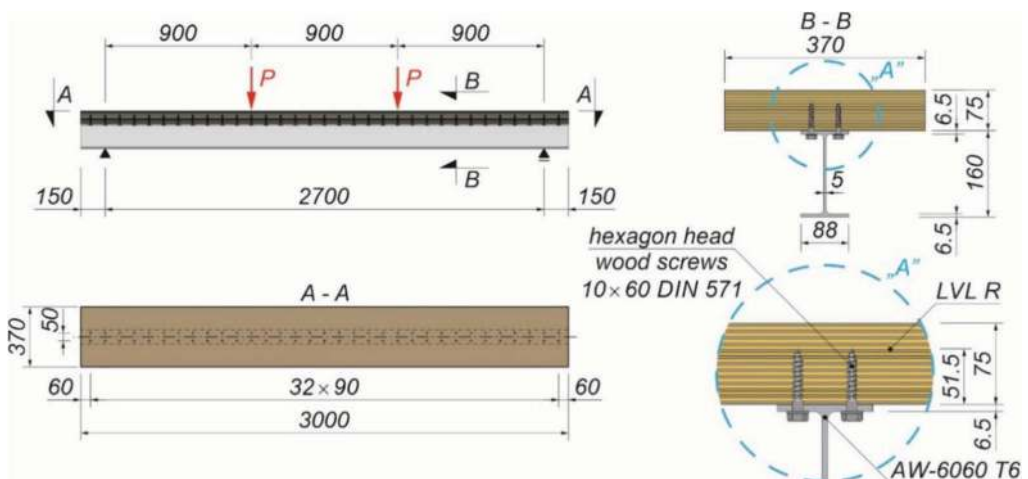 900 900 900
P P
B
A A
B
150 2700 150
A - A
370
50
60 32×90 60
3000
B - B
370
„A”
6.5
75
160
5
88
6.5
hexagon head
wood screws
10×60 DIN 571
„A”
LVL R
51.5
75
6.5
AW-6060 T6